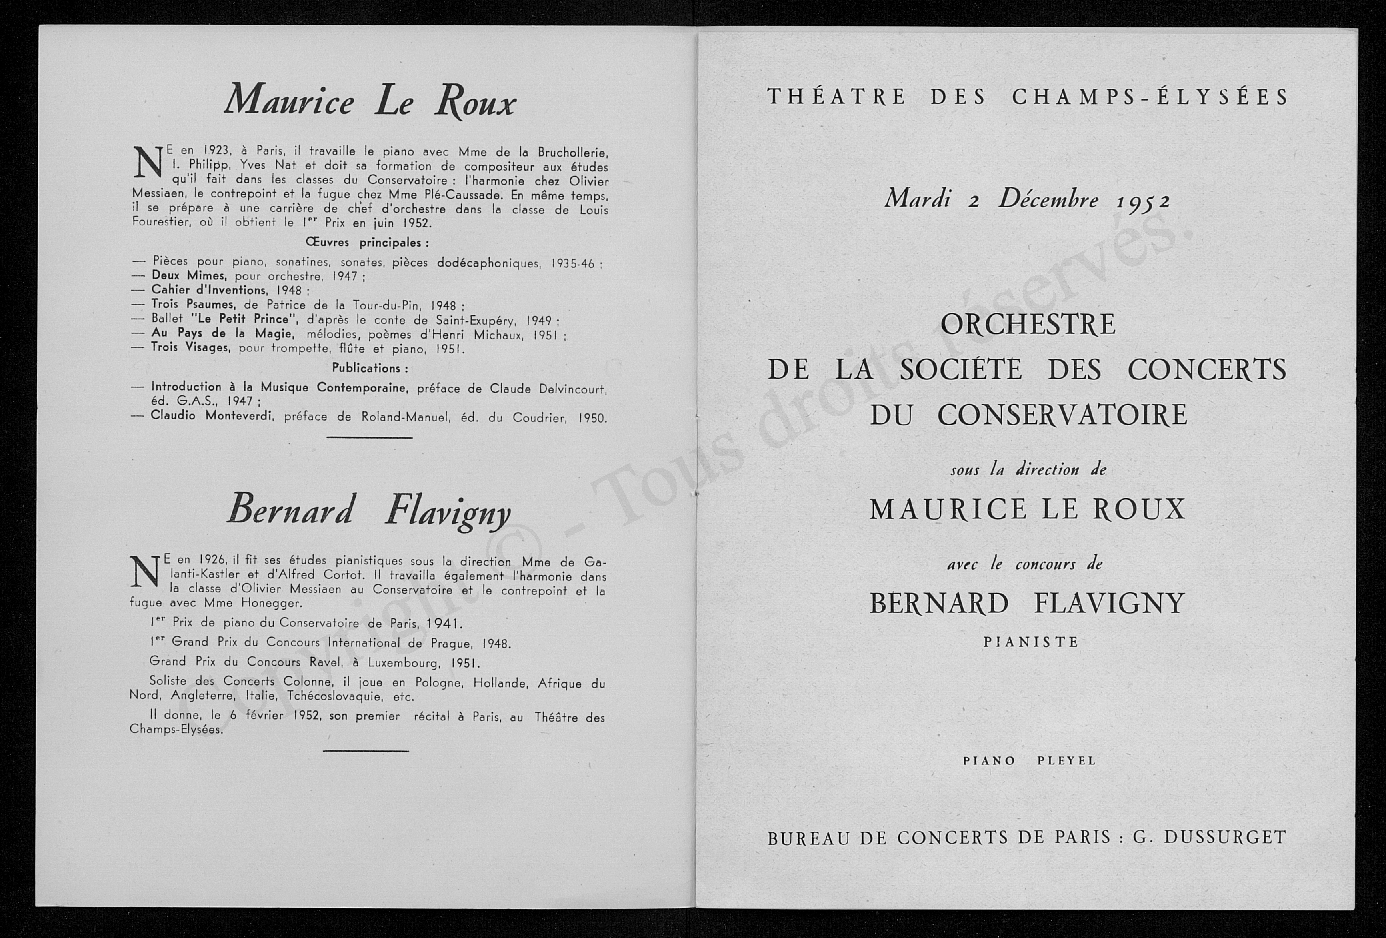 Maurice Le Roux
NE en 1923, à Paris, il travaille le piano avec Mme de la Bruchollerie,
I. Philipp, Yves Nat et doit sa formation de compositeur aux études
qu'il fait dans les classes du Conservatoire : l'harmonie chez Olivier
Messiaen, le contrepoint et la fugue chez Mme Plé-Caussade. En même temps,
il se prépare à une carrière de chef d'orchestre dans la classe de Louis
Fourestier, où il obtient le 1er Prix en juin 1952.
Œuvres principales :
— Pièces pour piano, sonatines, sonates, pièces dodécaphoniques, 1935-46 ;
— Deux Mimes, pour orchestre, 1947 ;
— Cahier d'Inventions, 1948 ;
— Trois Psaumes, de Patrice de la Tour-du-Pin, 1948 ;
— Ballet "Le Petit Prince", d'après le conte de Saint-Exupéry, 1949 ;
— Au Pays de la Magie, mélodies, poèmes d'Henri Michaux, 1951 ;
— Trois Visages, pour trompette, flûte et piano, 1951.
Publications :
— Introduction à la Musique Contemporaine, préface de Claude Delvincourt,
éd. G.A.S., 1947 ;
— Claudio Monteverdi, préface de Roland-Manuel, éd. du Coudrier, 1950.
Bernard Flavigny
NE en 1926, il fit ses études pianistiques sous la direction Mme de Ga-
lanti-Kastler et d'Alfred Cortot. Il travailla également l'harmonie dans
la classe d'Olivier Messiaen au Conservatoire et le contrepoint et la
fugue avec Mme Honegger.
1er Prix de piano du Conservatoire de Paris, 1941.
1er Grand Prix du Concours International de Prague, 1948.
Grand Prix du Concours Ravel, à Luxembourg, 1951.
Soliste des Concerts Colonne, il joue en Pologne, Hollande, Afrique du
Nord, Angleterre, Italie, Tchécoslovaquie, etc.
Il donne, le 6 février 1952, son premier récital à Paris, au Théâtre des
Champs-Elysées.
THÉATRE DES CHAMPS-ÉLYSÉES
Mardi 2 Décembre 1952
ORCHESTRE
DE LA SOCIÉTÉ DES CONCERTS
DU CONSERVATOIRE
sous la direction de
MAURICE LE ROUX
avec le concours de
BERNARD FLAVIGNY
PIANISTE
PIANO PLEYEL
BUREAU DE CONCERTS DE PARIS : G. DUSSURGET
Copyright © - Tous droits réservés.